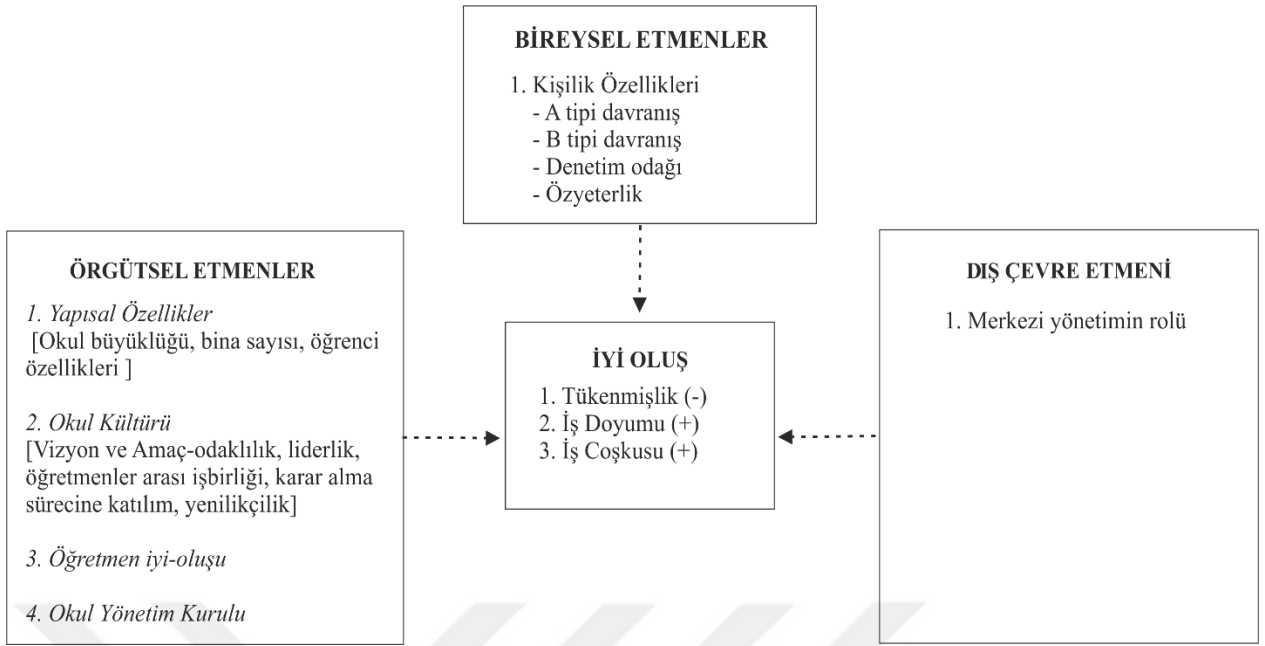 BİREYSEL ETMENLER
1. Kişilik Özellikleri
- A tipi davranış
- B tipi davranış
- Denetim odağı
- Özyeterlik
ÖRGÜTSEL ETMENLER
1. Yapısal Özellikler
[Okul büyüklüğü, bina sayısı, öğrenci
özellikleri ]
2. Okul Kültürü
[Vizyon ve Amaç-odaklılık, liderlik,
öğretmenler arası işbirliği, karar alma
sürecine katılım, yenilikçilik]
3. Öğretmen iyi-oluşu
4. Okul Yönetim Kurulu
İYİ OLUŞ
1. Tükenmişlik (-)
2. İş Doyumu (+)
3. İş Coşkusu (+)
DIŞ ÇEVRE ETMENİ
1. Merkezi yönetimin rolü